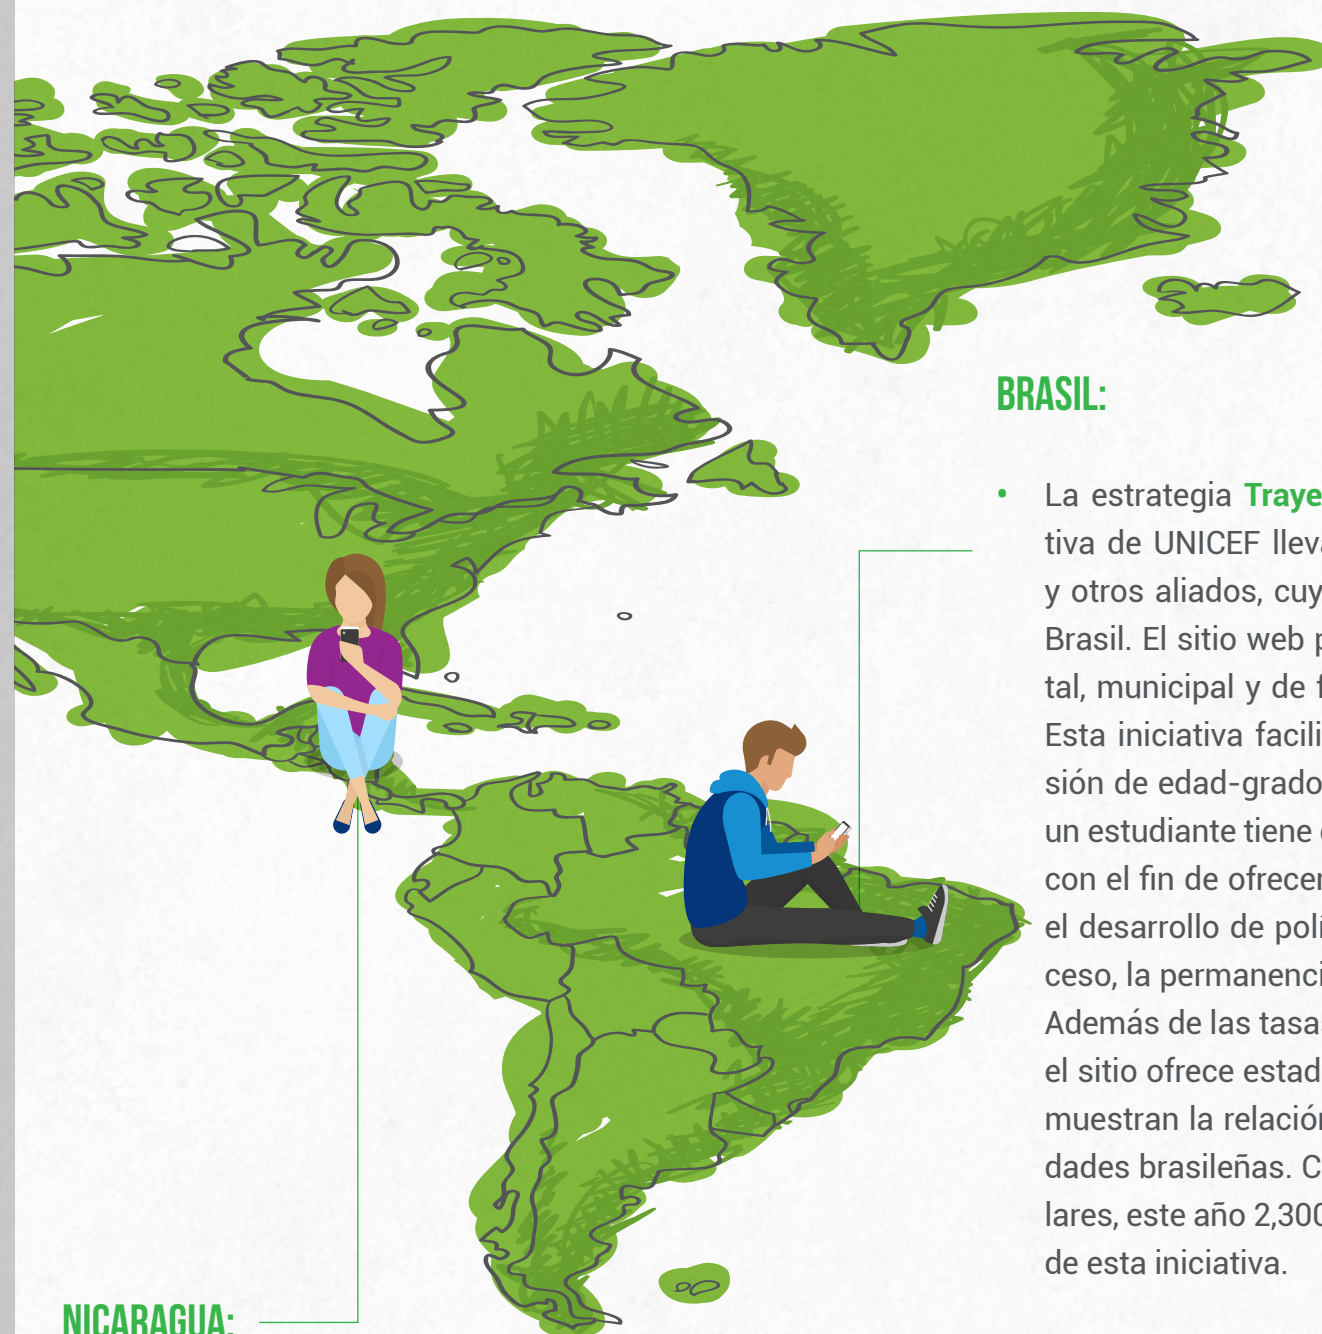 BRASIL:
• La estrategia Traye
tiva de UNICEF llev
y otros aliados, cuy
Brasil. El sitio web p
tal, municipal y de f
Esta iniciativa facili
sión de edad-grado
un estudiante tiene
con el fin de ofrecer
el desarrollo de polí
ceso, la permanenci
Además de las tasa
el sitio ofrece estad
muestran la relación
dades brasileñas. C
lares, este año 2,300
de esta iniciativa.
NICARAGUA: